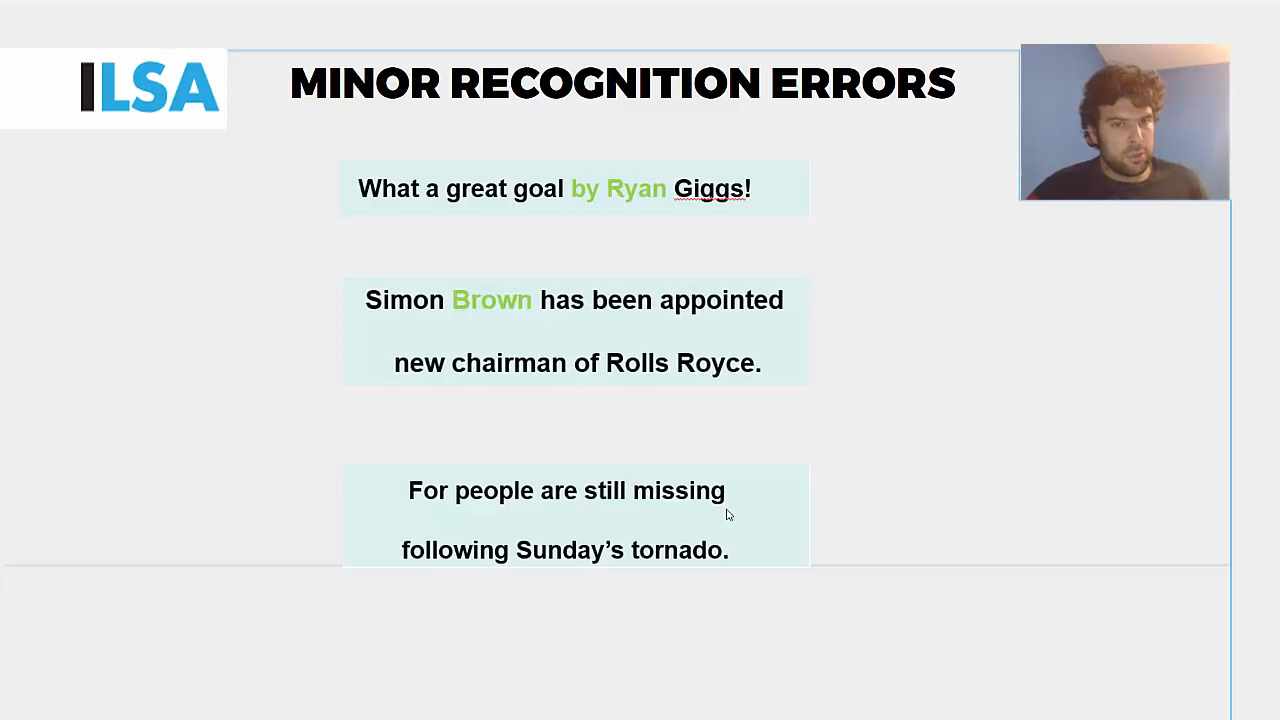 ILSA
MINOR RECOGNITION ERRORS
What a great goal by Ryan Giggs!
Simon Brown has been appointed
new chairman of Rolls Royce.
For people are still missing
following Sunday’s tornado.